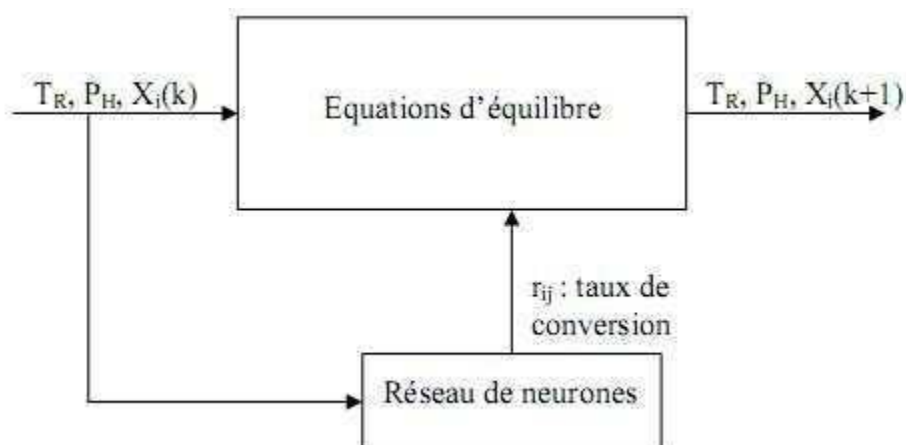 T_R, P_H, X_i(k)
Equations d'équilibre
T_R, P_H, X_i(k+1)
r_ij : taux de
conversion
Réseau de neurones